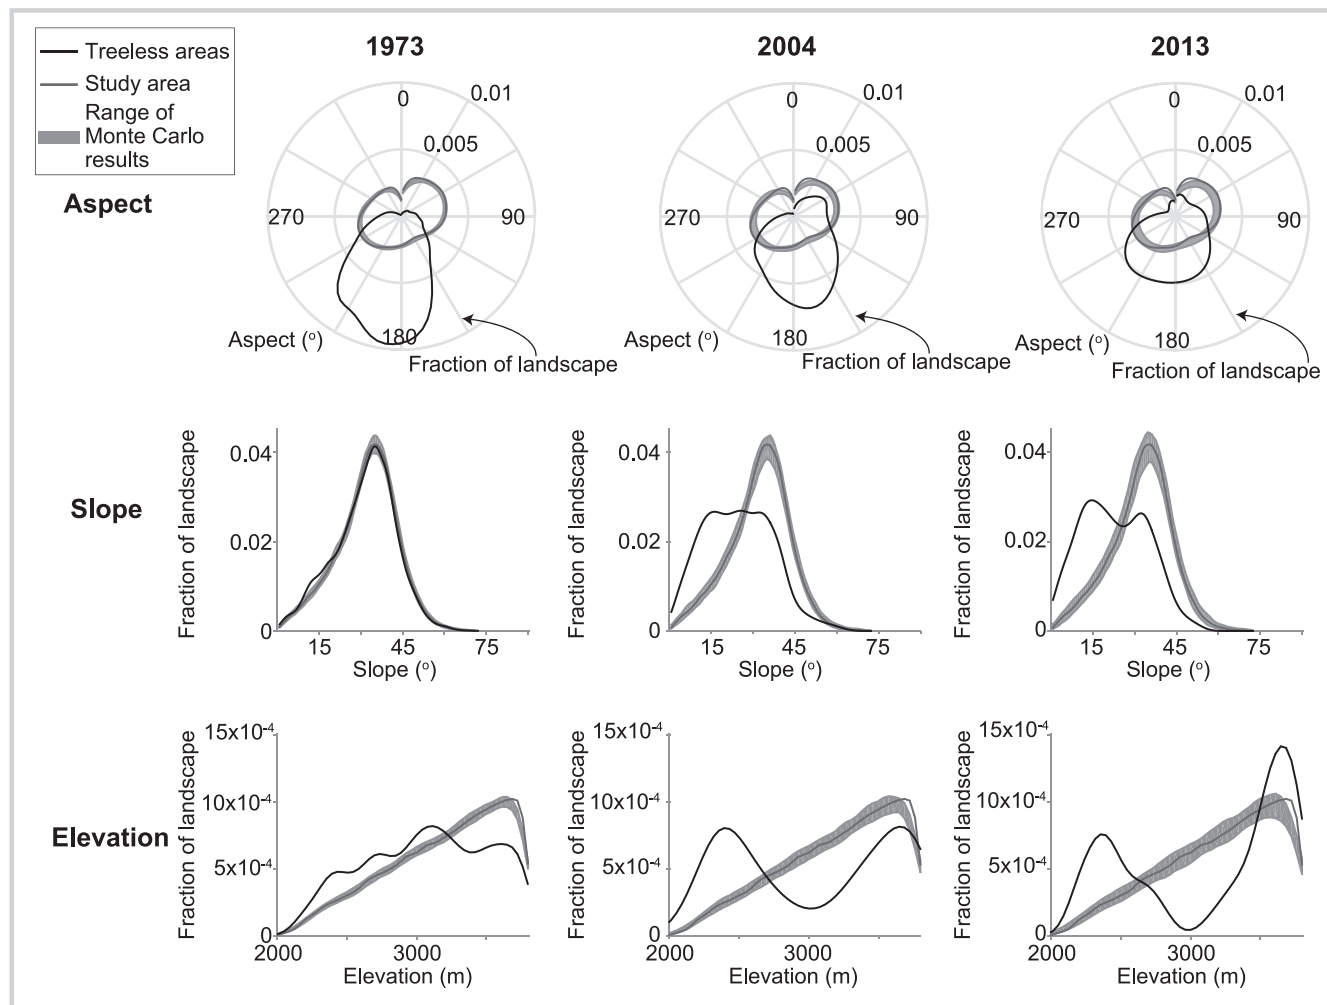 Treeless areas
Study area
Range of
Monte Carlo
results
1973
2004
2013
Aspect
0
0.01
0.005
270
90
180
Aspect (o)
Fraction of landscape
0
0.01
0.005
270
90
180
Aspect (o)
Fraction of landscape
0
0.01
0.005
270
90
180
Aspect (o)
Fraction of landscape
Slope
Fraction of landscape
0.04
0.02
0
15
45
75
Slope (o)
Fraction of landscape
0.04
0.02
0
15
45
75
Slope (o)
Fraction of landscape
0.04
0.02
0
15
45
75
Slope (o)
Elevation
Fraction of landscape
15x10-4
10x10-4
5x10-4
0
2000
3000
Elevation (m)
Fraction of landscape
15x10-4
10x10-4
5x10-4
0
2000
3000
Elevation (m)
Fraction of landscape
15x10-4
10x10-4
5x10-4
0
2000
3000
Elevation (m)